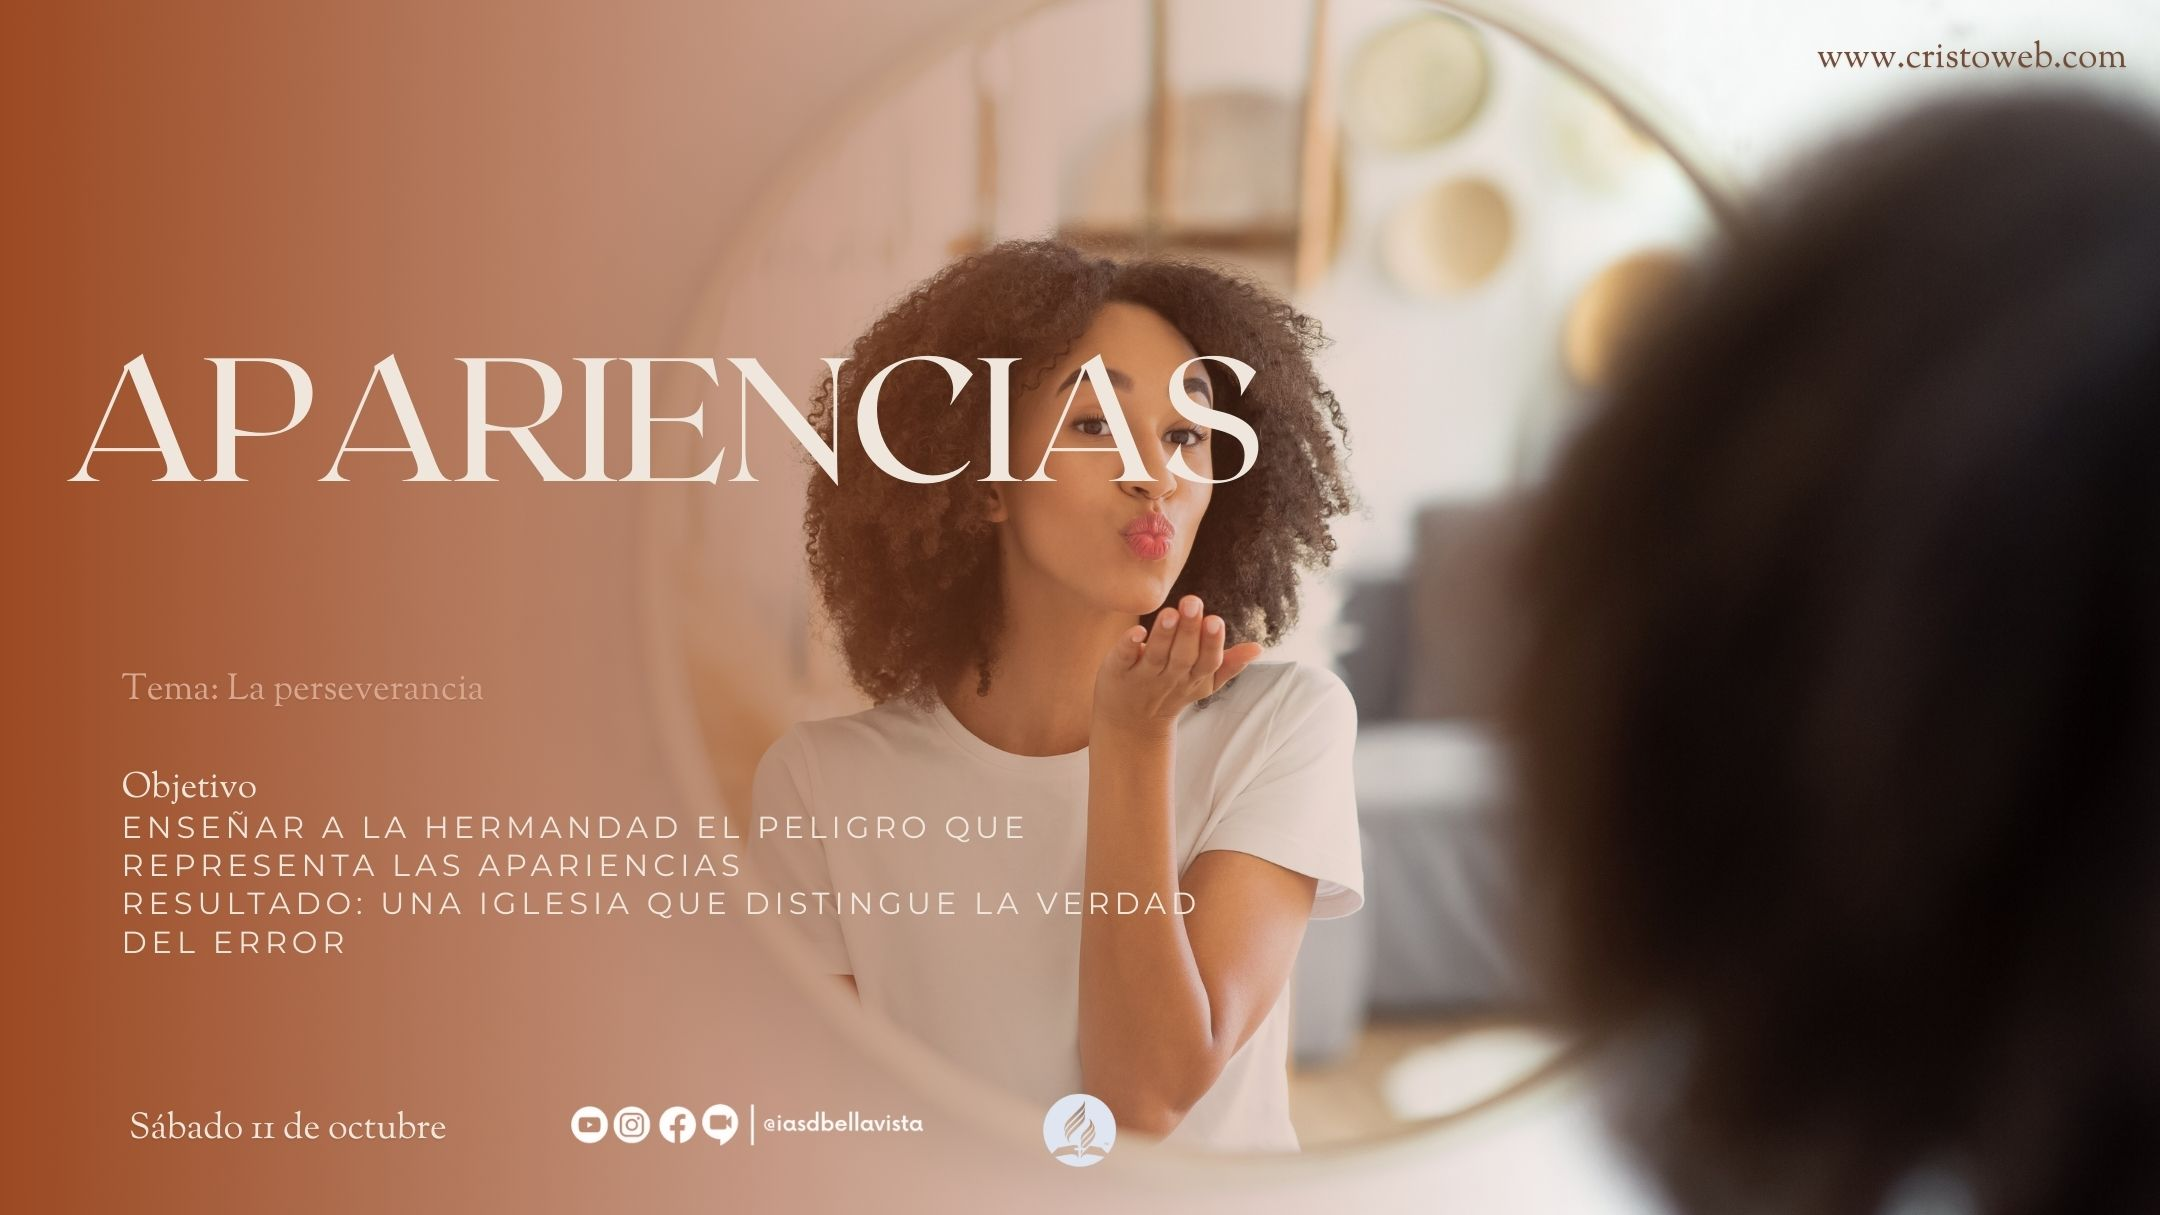 www.cristoweb.com
APARIENCIAS
Tema: La perseverancia
Objetivo
ENSEÑAR A LA HERMANDAD EL PELIGRO QUE
REPRESENTA LAS APARIENCIAS
RESULTADO: UNA IGLESIA QUE DISTINGUE LA VERDAD
DEL ERROR
Sábado 11 de octubre
@iasdbellavista